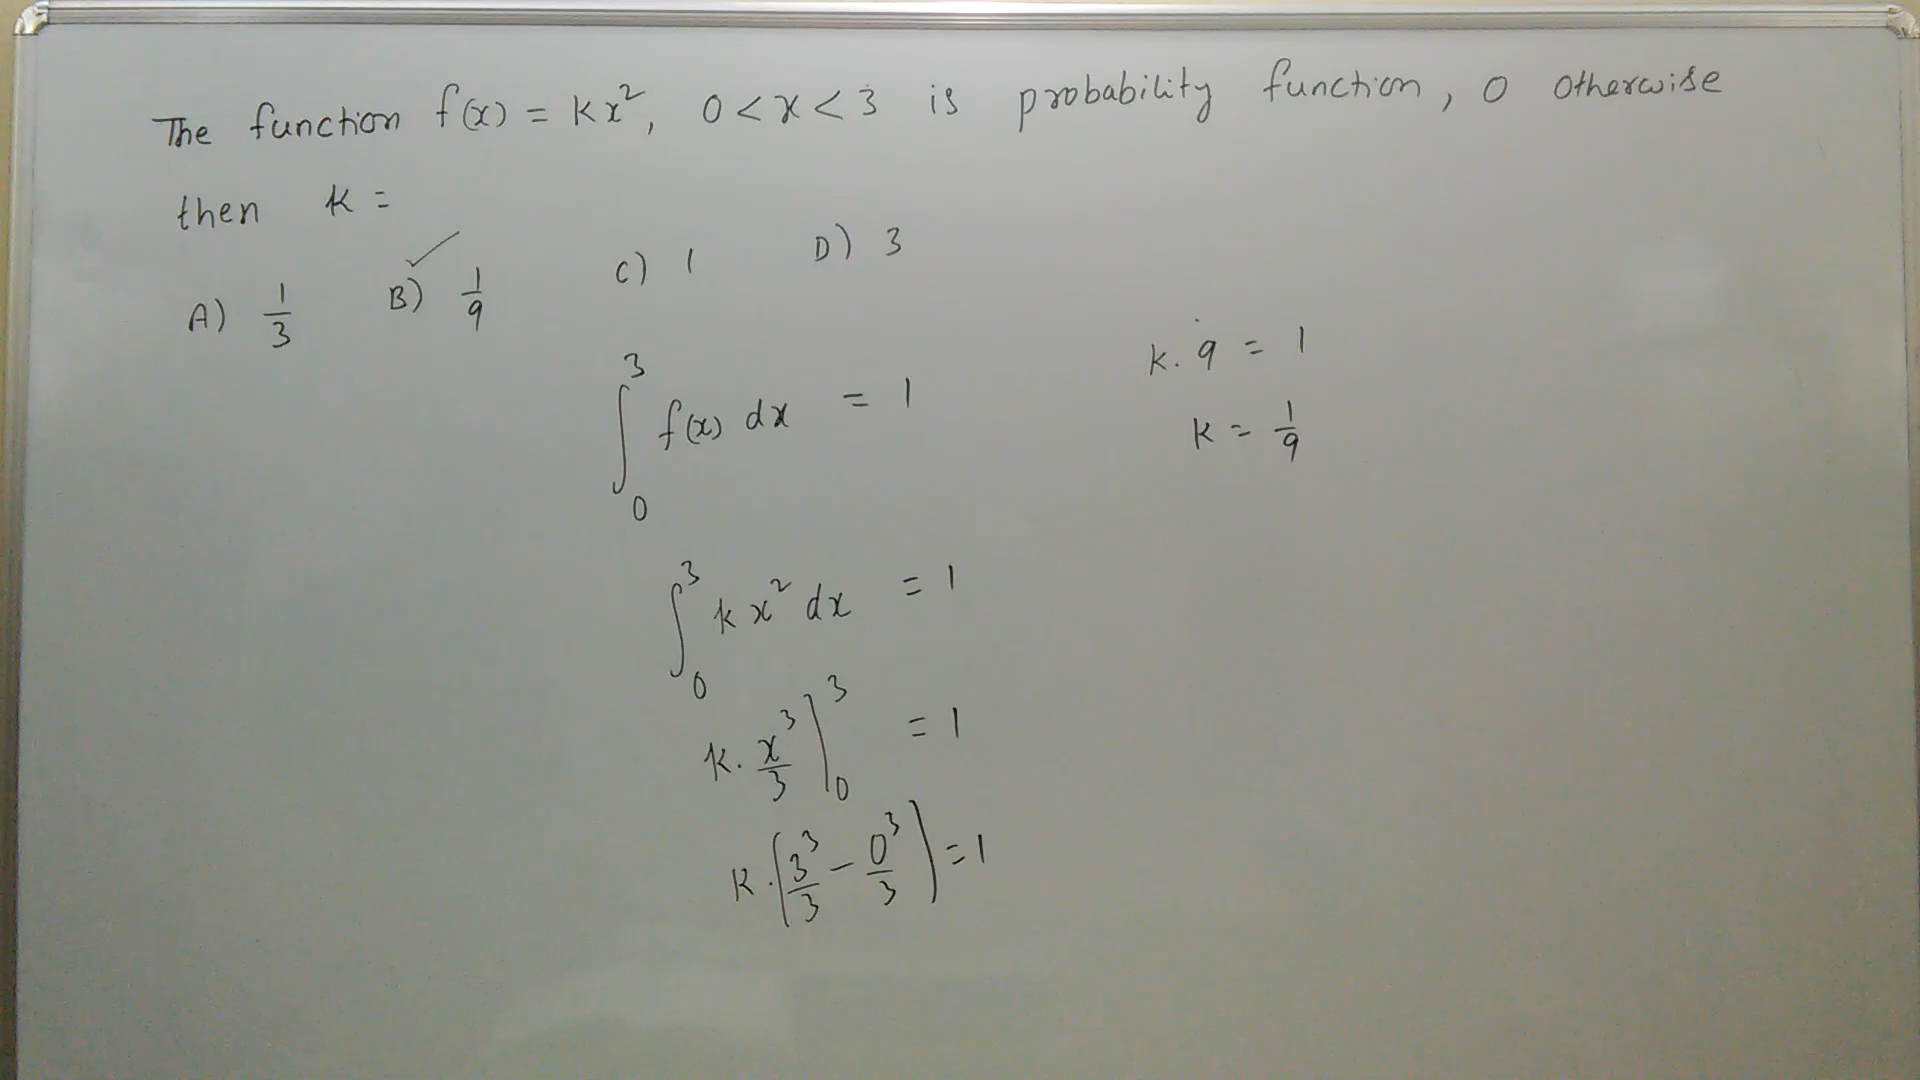 The function f(x) = kx², 0 < x < 3 is probability function, 0 otherwise
then k =
A) 1/3 B) ✓ 1/9 C) 1 D) 3
∫₀³ f(x) dx = 1
∫₀³ k x² dx = 1
k. x³/3 |₀³ = 1
k. (3³/3 - 0³/3) = 1
k. 9 = 1
k = 1/9